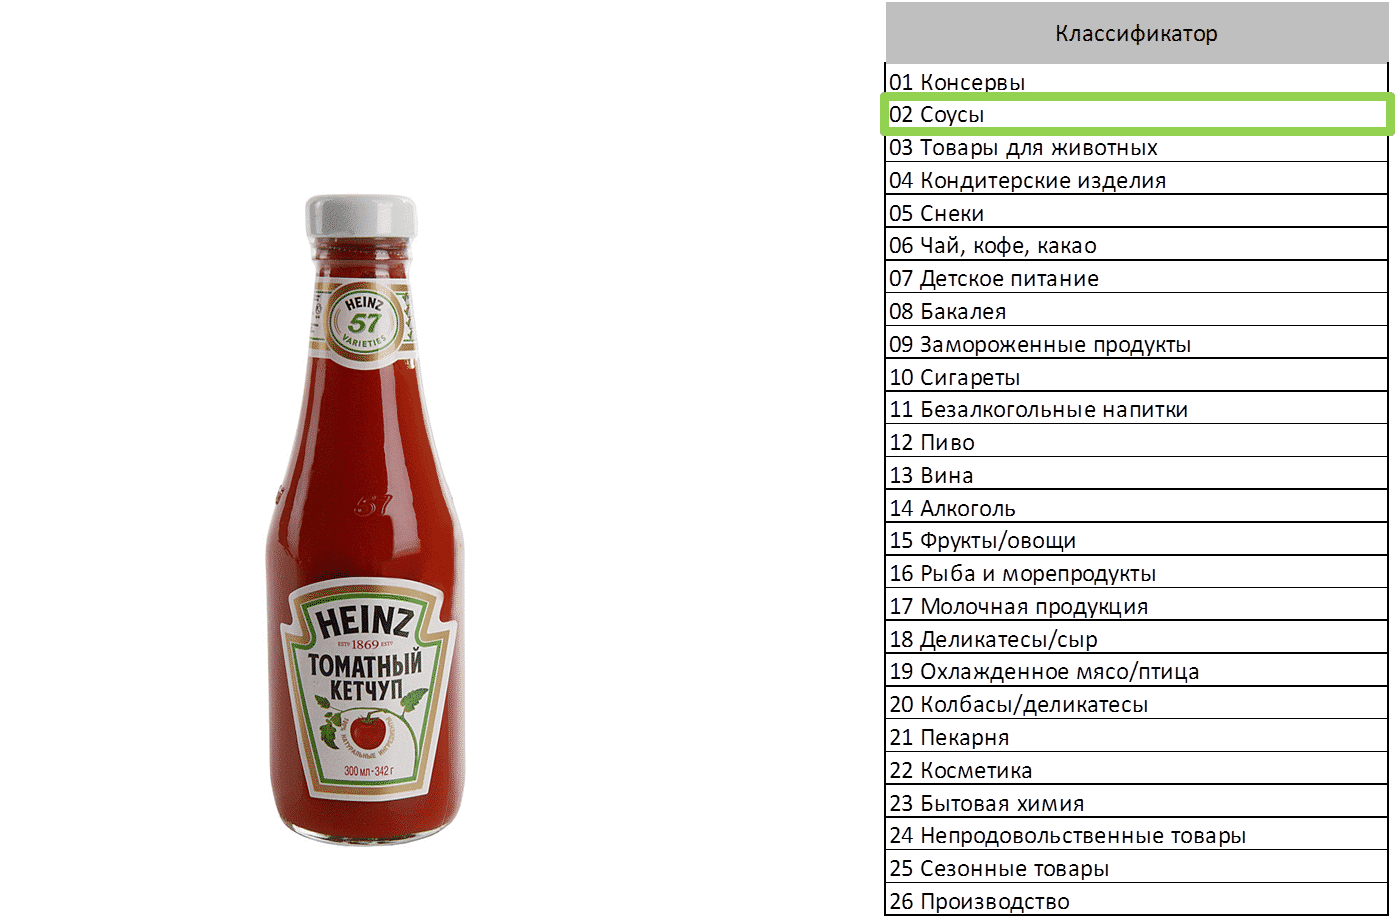 HEINZ
57
VARIETIES
57
HEINZ
ESTD 1869 ESTD
ТОМАТНЫЙ
КЕТЧУП
НАТУРАЛЬНЫЕ ИНГРЕДИЕНТЫ
300 мл-342 г
Классификатор
01 Консервы
02 Соусы
03 Товары для животных
04 Кондитерские изделия
05 Снеки
06 Чай, кофе, какао
07 Детское питание
08 Бакалея
09 Замороженные продукты
10 Сигареты
11 Безалкогольные напитки
12 Пиво
13 Вина
14 Алкоголь
15 Фрукты/овощи
16 Рыба и морепродукты
17 Молочная продукция
18 Деликатесы/сыр
19 Охлажденное мясо/птица
20 Колбасы/деликатесы
21 Пекарня
22 Косметика
23 Бытовая химия
24 Непродовольственные товары
25 Сезонные товары
26 Производство